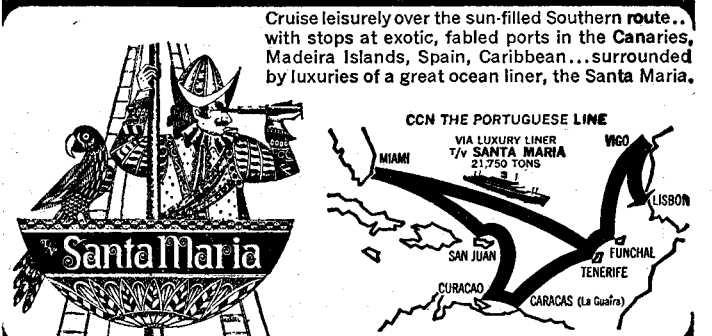 Cruise leisurely over the sun-filled Southern route..
with stops at exotic, fabled ports in the Canaries,
Madeira Islands, Spain, Caribbean...surrounded
by luxuries of a great ocean liner, the Santa Maria.
CCN THE PORTUGUESE LINE
VIA LUXURY LINER
T/V SANTA MARIA
21,750 TONS
MIAMI
VIGO
LISBON
SAN JUAN
FUNCHAL
TENERIFE
CURACAO
CARACAS (La Guaira)
T/V Santa Maria